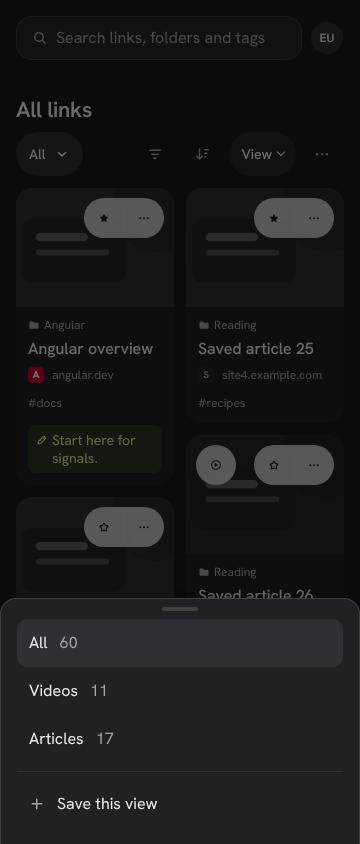 Search links, folders and tags
EU
All links
All
View
Angular
Angular overview
A angular.dev
#docs
Start here for
signals.
Reading
Saved article 25
S site4.example.com
#recipes
Reading
Saved article 26
All 60
Videos 11
Articles 17
Save this view